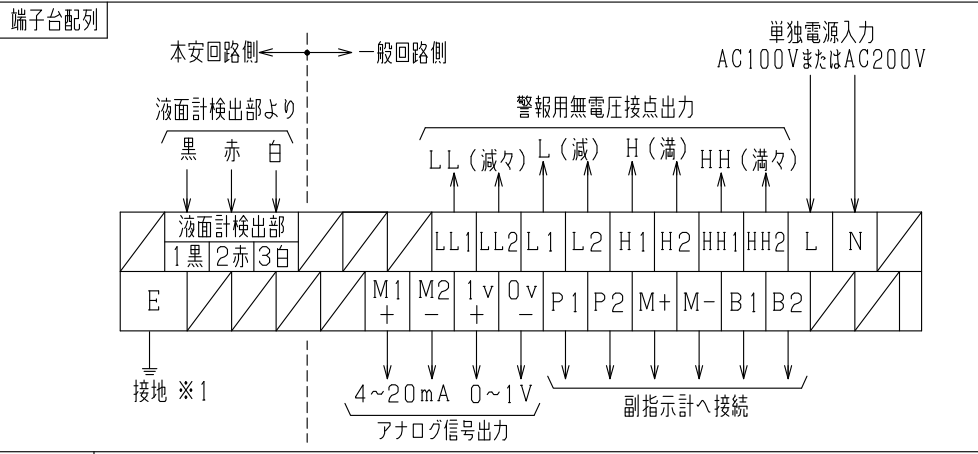 端子台配列
本安回路側 一般回路側
単独電源入力
AC100VまたはAC200V
液面計検出部より
警報用無電圧接点出力
黒 赤 白
LL(減々) L(減) H(満) HH(満々)
液面計検出部
1黒 2赤 3白
LL1 LL2 L1 L2 H1 H2 HH1 HH2 L N
E M1+ M2- 1v+ 0v- P1 P2 M+ M- B1 B2
接地 ※1
4~20mA 0~1V
アナログ信号出力
副指示計へ接続